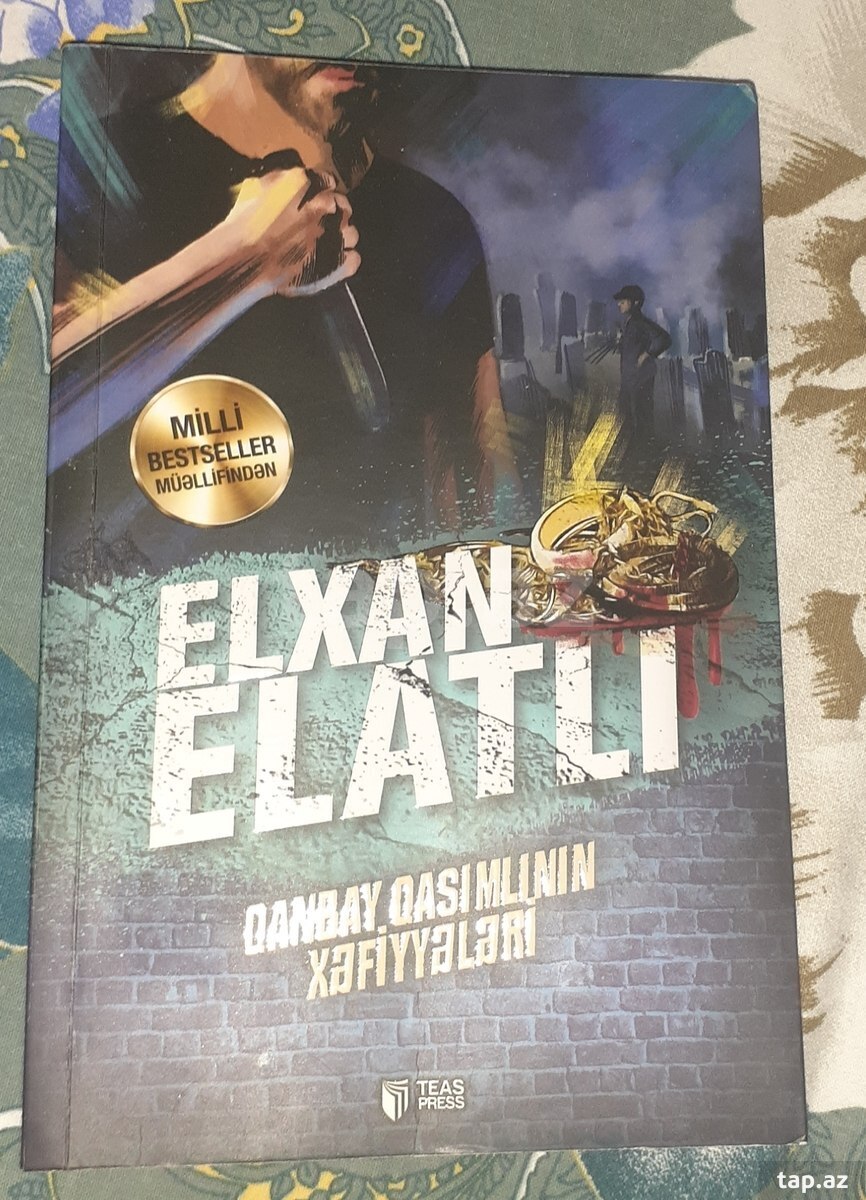 MİLLİ
BESTSELLER
MÜƏLLİFİNDƏN
ELXAN
ELATLI
QANBAY QASIMLININ
XƏFİYYƏLƏRİ
TEAS
PRESS
tap.az